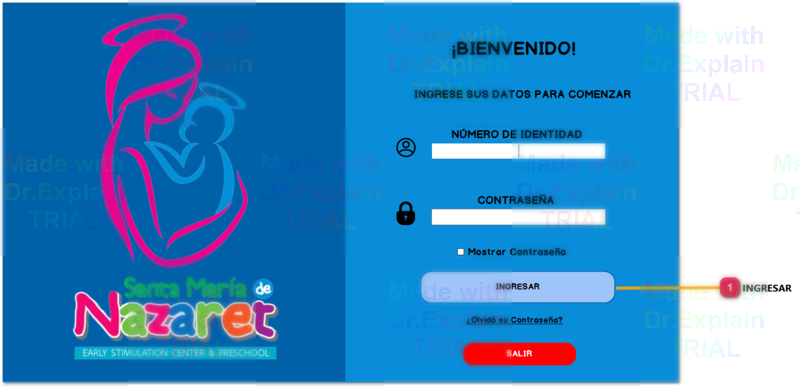 Santa María de
Nazaret
EARLY STIMULATION CENTER & PRESCHOOL
¡BIENVENIDO!
INGRESE SUS DATOS PARA COMENZAR
NÚMERO DE IDENTIDAD
CONTRASEÑA
Mostrar Contraseña
INGRESAR
¿Olvidó su Contraseña?
SALIR
1 INGRESAR
Made with
Dr.Explain
TRIAL
Made with
Dr.Explain
TRIAL
Made with
Dr.Explain
TRIAL
Made with
Dr.Explain
TRIAL
Made with
Dr.Explain
TRIAL
Made with
Dr.Explain
TRIAL
Made with
Dr.Explain
TRIAL
Made with
Dr.Explain
TRIAL